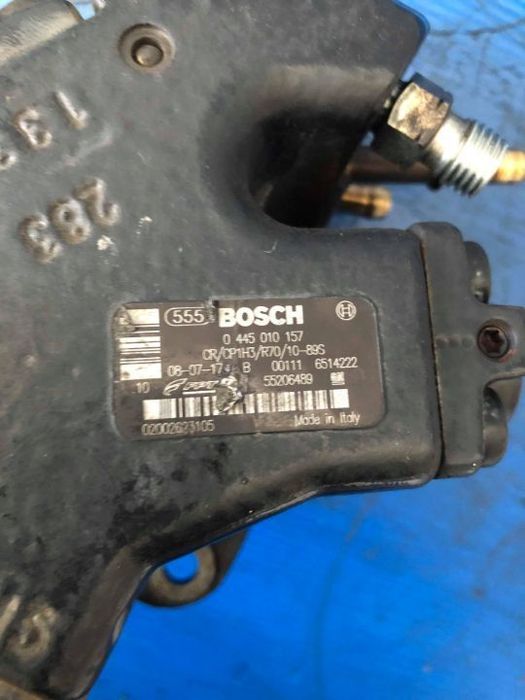 283
555 BOSCH
0 445 010 157
CR/CP1H3/R70/10-89S
08-07-17 B 00111 6514222
10 FPT 55206489
02002623105 Made in Italy